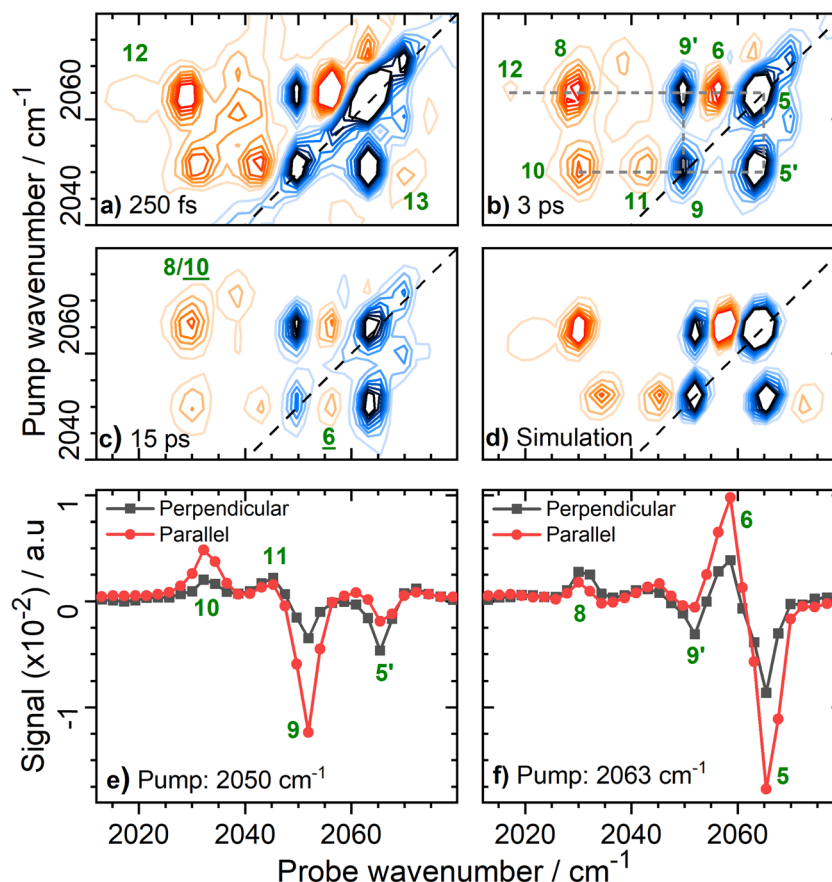 12
8
9'
6
12
5
10
5'
13
11
9
a) 250 fs
b) 3 ps
8/10
6
c) 15 ps
d) Simulation
2060
2040
2060
2040
Pump wavenumber / cm-1
Perpendicular
Parallel
10
11
9
5'
e) Pump: 2050 cm-1
Perpendicular
Parallel
6
8
9'
5
f) Pump: 2063 cm-1
1
0
-1
Signal (x10-2) / a.u
2020
2040
2060
2020
2040
2060
Probe wavenumber / cm-1